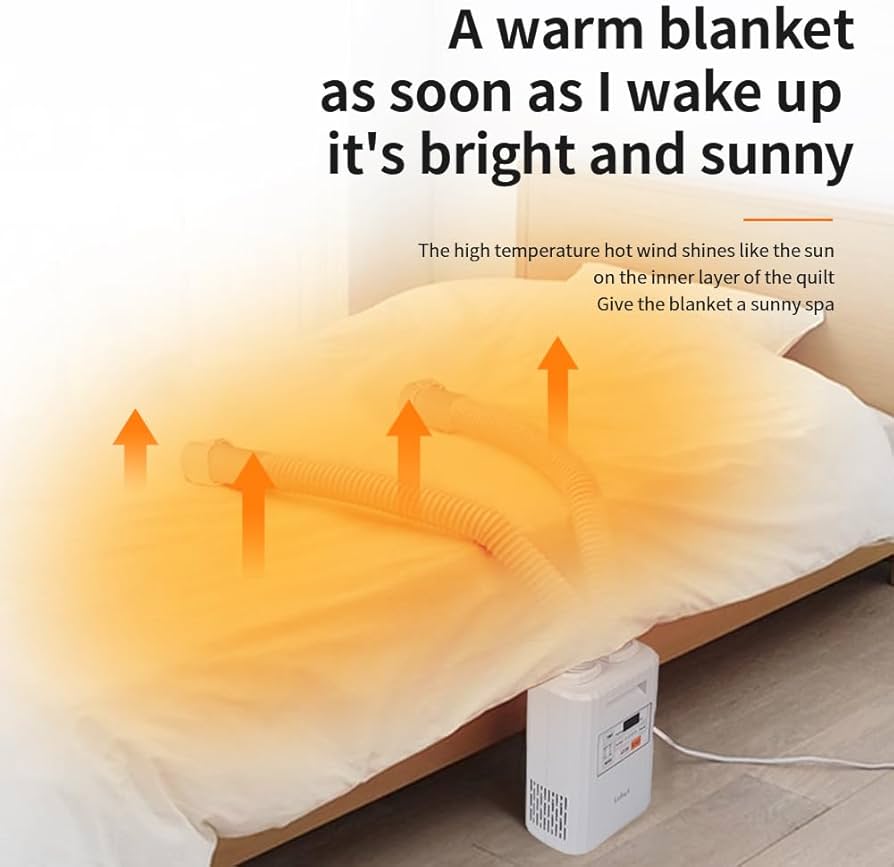 A warm blanket
as soon as I wake up
it's bright and sunny
The high temperature hot wind shines like the sun
on the inner layer of the quilt
Give the blanket a sunny spa